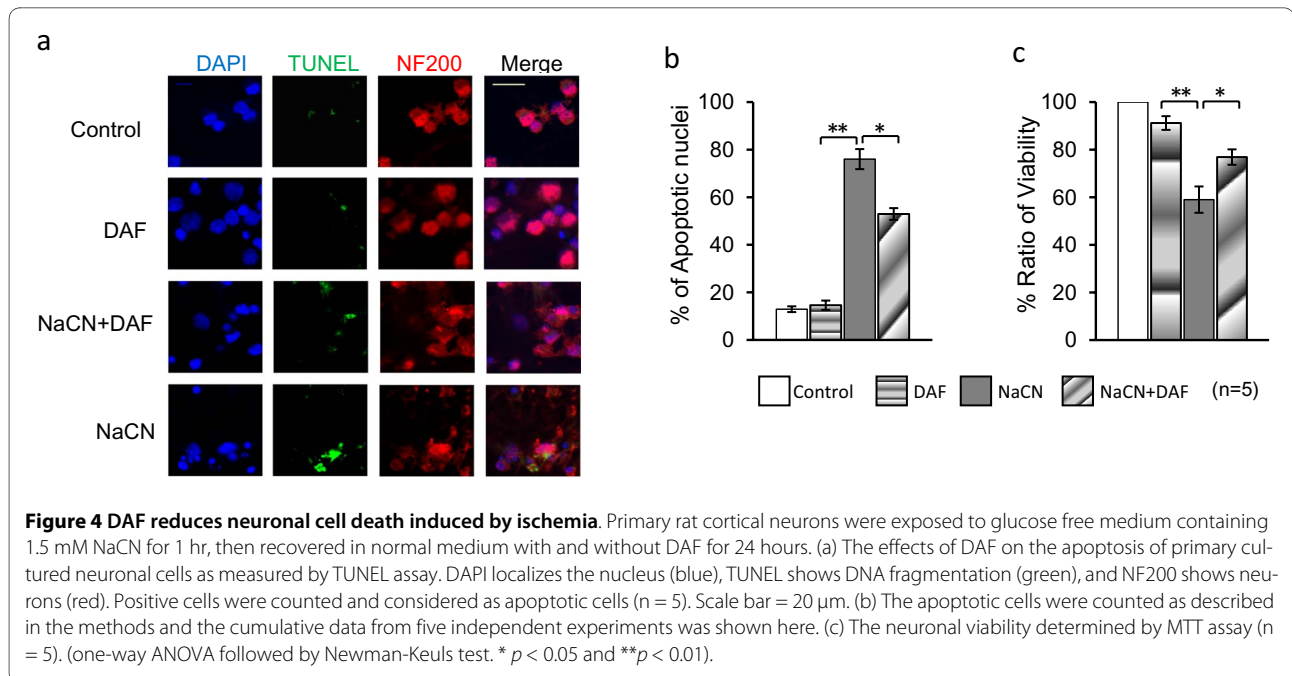 a
DAPI TUNEL NF200 Merge
Control
DAF
NaCN+DAF
NaCN
b
% of Apoptotic nuclei
100
80
60
40
20
0
** *
c
% Ratio of Viability
100
80
60
40
20
0
** *
Control DAF NaCN NaCN+DAF (n=5)
Figure 4 DAF reduces neuronal cell death induced by ischemia. Primary rat cortical neurons were exposed to glucose free medium containing
1.5 mM NaCN for 1 hr, then recovered in normal medium with and without DAF for 24 hours. (a) The effects of DAF on the apoptosis of primary cul-
tured neuronal cells as measured by TUNEL assay. DAPI localizes the nucleus (blue), TUNEL shows DNA fragmentation (green), and NF200 shows neu-
rons (red). Positive cells were counted and considered as apoptotic cells (n = 5). Scale bar = 20 μm. (b) The apoptotic cells were counted as described
in the methods and the cumulative data from five independent experiments was shown here. (c) The neuronal viability determined by MTT assay (n
= 5). (one-way ANOVA followed by Newman-Keuls test. * p < 0.05 and **p < 0.01).